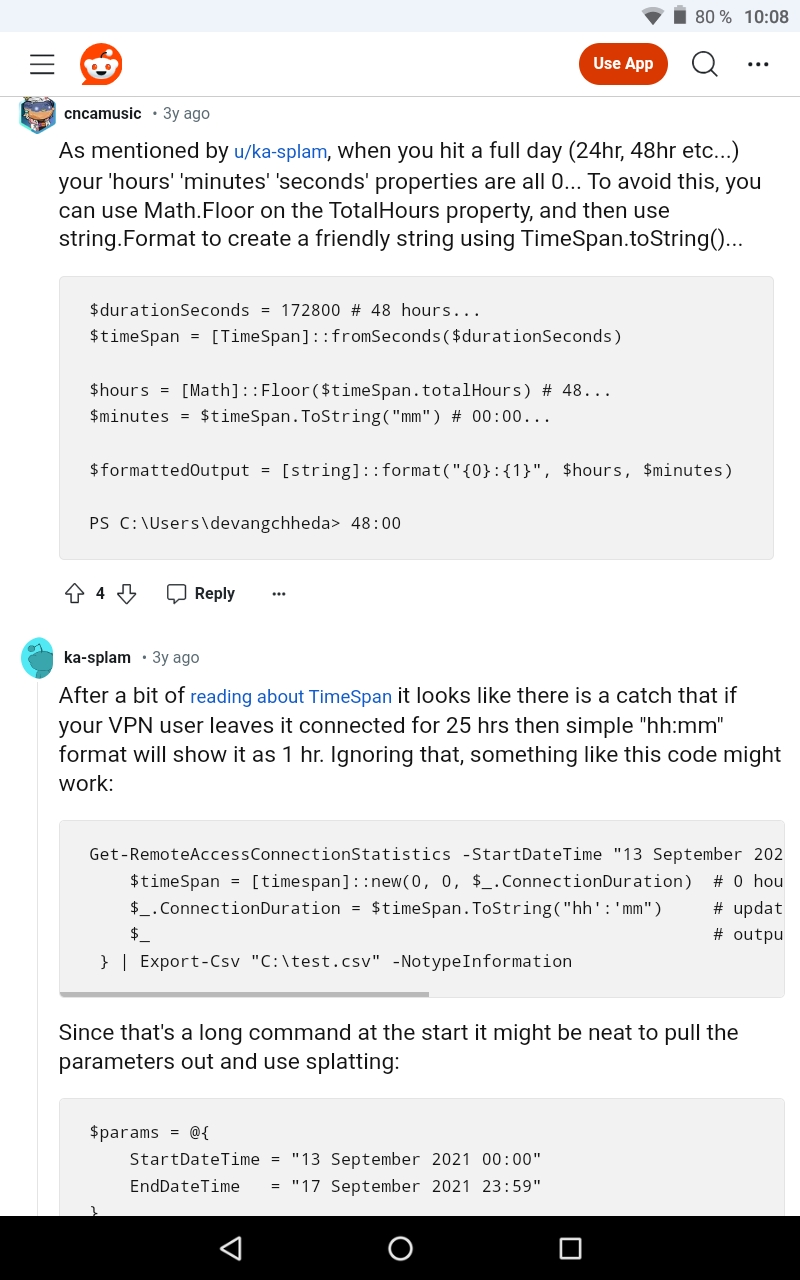 80 % 10:08
Use App
cncamusic • 3y ago
As mentioned by u/ka-splam, when you hit a full day (24hr, 48hr etc...)
your 'hours' 'minutes' 'seconds' properties are all 0... To avoid this, you
can use Math.Floor on the TotalHours property, and then use
string.Format to create a friendly string using TimeSpan.toString()...
$durationSeconds = 172800 # 48 hours...
$timeSpan = [TimeSpan]::fromSeconds($durationSeconds)
$hours = [Math]::Floor($timeSpan.totalHours) # 48...
$minutes = $timeSpan.ToString("mm") # 00:00...
$formattedOutput = [string]::format("{0}:{1}", $hours, $minutes)
PS C:\Users\devangchheda> 48:00
4 Reply
ka-splam • 3y ago
After a bit of reading about TimeSpan it looks like there is a catch that if
your VPN user leaves it connected for 25 hrs then simple "hh:mm"
format will show it as 1 hr. Ignoring that, something like this code might
work:
Get-RemoteAccessConnectionStatistics -StartDateTime "13 September 202
$timeSpan = [timespan]::new(0, 0, $_.ConnectionDuration) # 0 hou
$_.ConnectionDuration = $timeSpan.ToString("hh':'mm") # updat
$_ # outpu
} | Export-Csv "C:\test.csv" -NotypeInformation
Since that's a long command at the start it might be neat to pull the
parameters out and use splatting:
$params = @{
StartDateTime = "13 September 2021 00:00"
EndDateTime = "17 September 2021 23:59"
}